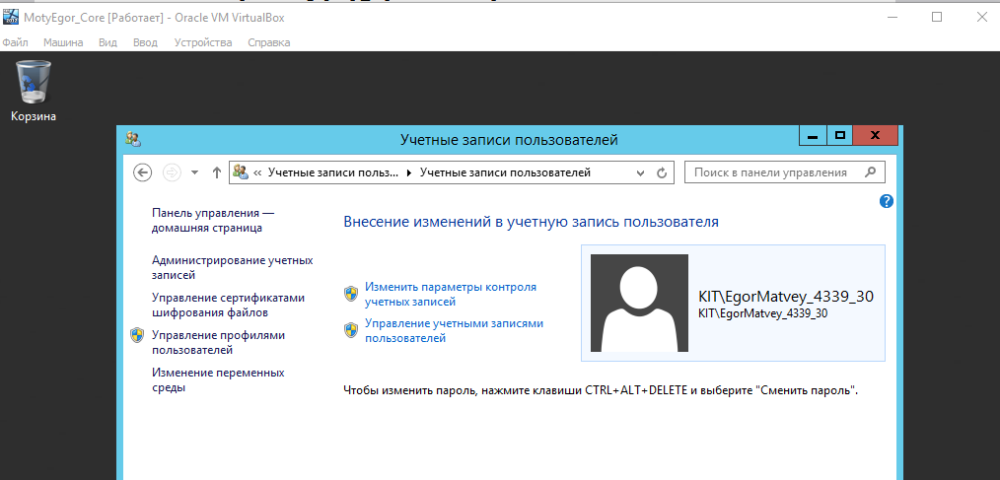 MotyEgor_Core [Работает] - Oracle VM VirtualBox
Файл Машина Вид Ввод Устройства Справка
Корзина
Учетные записи пользователей
« Учетные записи польз... Учетные записи пользователей
Поиск в панели управления
Панель управления —
домашняя страница
Администрирование учетных
записей
Управление сертификатами
шифрования файлов
Управление профилями
пользователей
Изменение переменных
среды
Внесение изменений в учетную запись пользователя
Изменить параметры контроля
учетных записей
Управление учетными записями
пользователей
KIT\EgorMatvey_4339_30
KIT\EgorMatvey_4339_30
Чтобы изменить пароль, нажмите клавиши CTRL+ALT+DELETE и выберите "Сменить пароль".